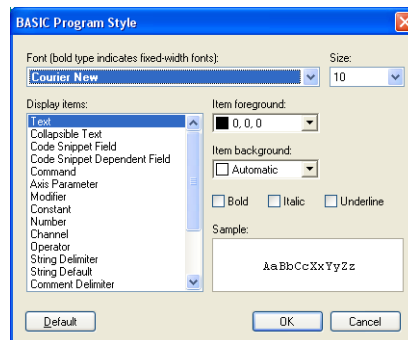 BASIC Program Style
Font (bold type indicates fixed-width fonts):
Size:
Courier New
10
Display items:
Item foreground:
Text
Collapsible Text
Code Snippet Field
Code Snippet Dependent Field
Command
Axis Parameter
Modifier
Constant
Number
Channel
Operator
String Delimiter
String Default
Comment Delimiter
0, 0, 0
Item background:
Automatic
Bold
Italic
Underline
Sample:
AaBbCcXxYyZz
Default
OK
Cancel